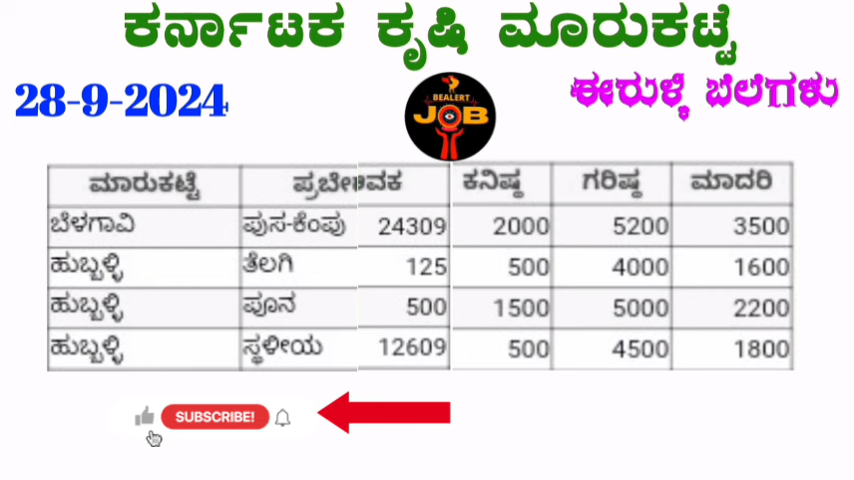 ಕರ್ನಾಟಕ ಕೃಷಿ ಮಾರುಕಟ್ಟೆ
28-9-2024
BEALERT
JOB
ಈರುಳ್ಳಿ ಬೆಲೆಗಳು
ಮಾರುಕಟ್ಟೆ ಆವಕ ಕನಿಷ್ಠ ಗರಿಷ್ಠ ಮಾದರಿ
ಬೆಳಗಾವಿ ಪುಸ-ಕೆಂಪು 24309 2000 5200 3500
ಹುಬ್ಬಳ್ಳಿ ತೆಲಗಿ 125 500 4000 1600
ಹುಬ್ಬಳ್ಳಿ ಪೂನ 500 1500 5000 2200
ಹುಬ್ಬಳ್ಳಿ ಸ್ಥಳೀಯ 12609 500 4500 1800
SUBSCRIBE!